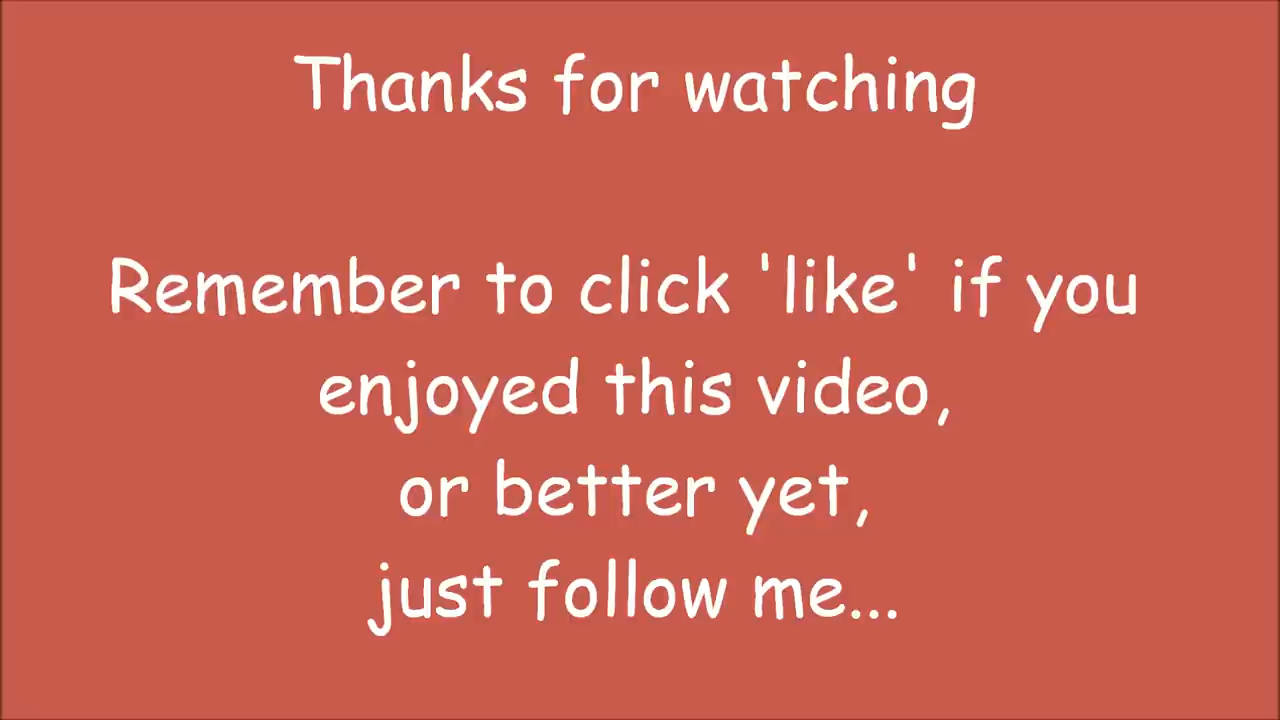 Thanks for watching
Remember to click 'like' if you
enjoyed this video,
or better yet,
just follow me...